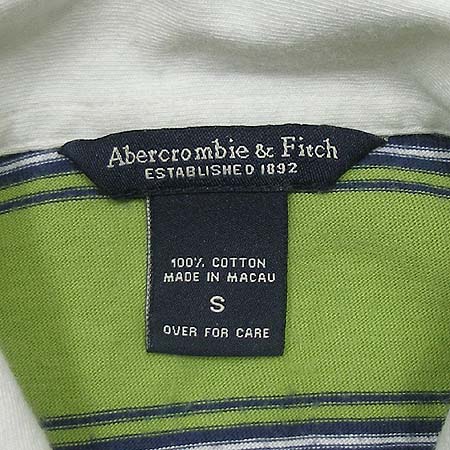 Abercrombie & Fitch
ESTABLISHED 1892
100% COTTON
MADE IN MACAU
S
OVER FOR CARE